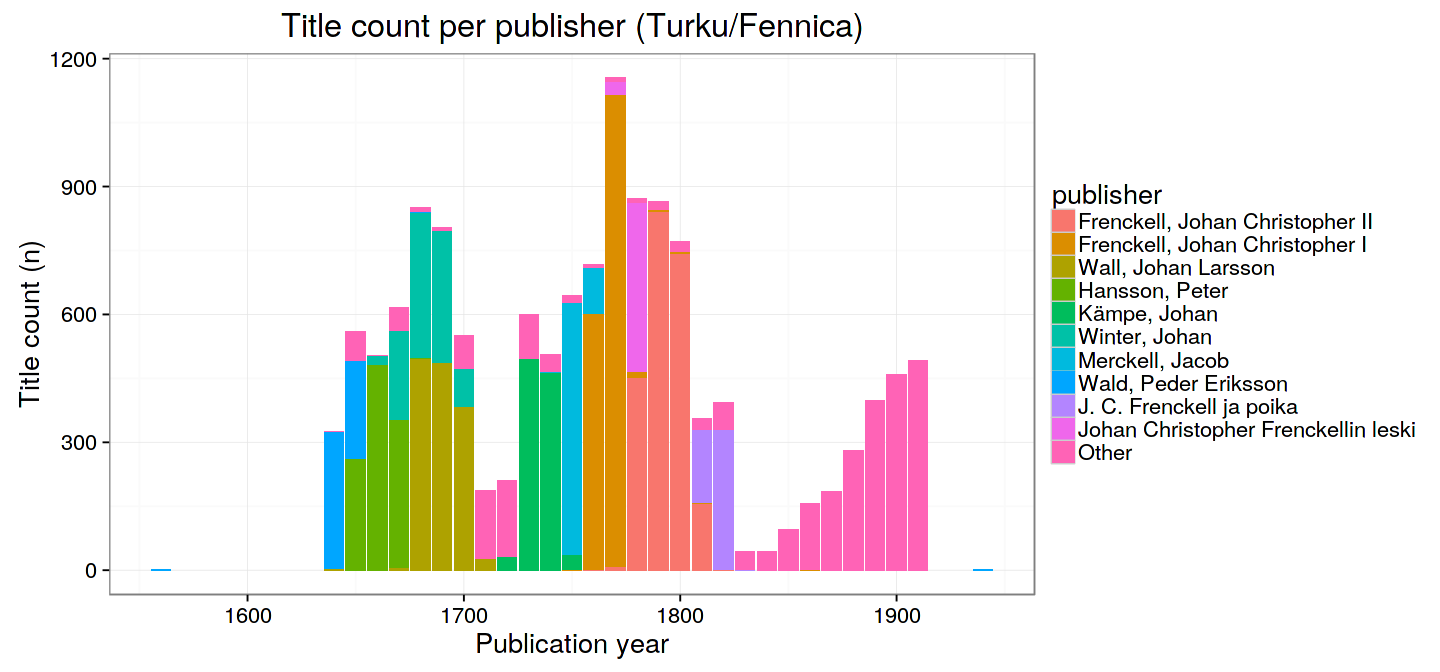 Title count per publisher (Turku/Fennica)
Title count (n)
1200
900
600
300
0
1600 1700 1800 1900
Publication year
publisher
Frenckell, Johan Christopher II
Frenckell, Johan Christopher I
Wall, Johan Larsson
Hansson, Peter
Kämpe, Johan
Winter, Johan
Merckell, Jacob
Wald, Peder Eriksson
J. C. Frenckell ja poika
Johan Christopher Frenckellin leski
Other